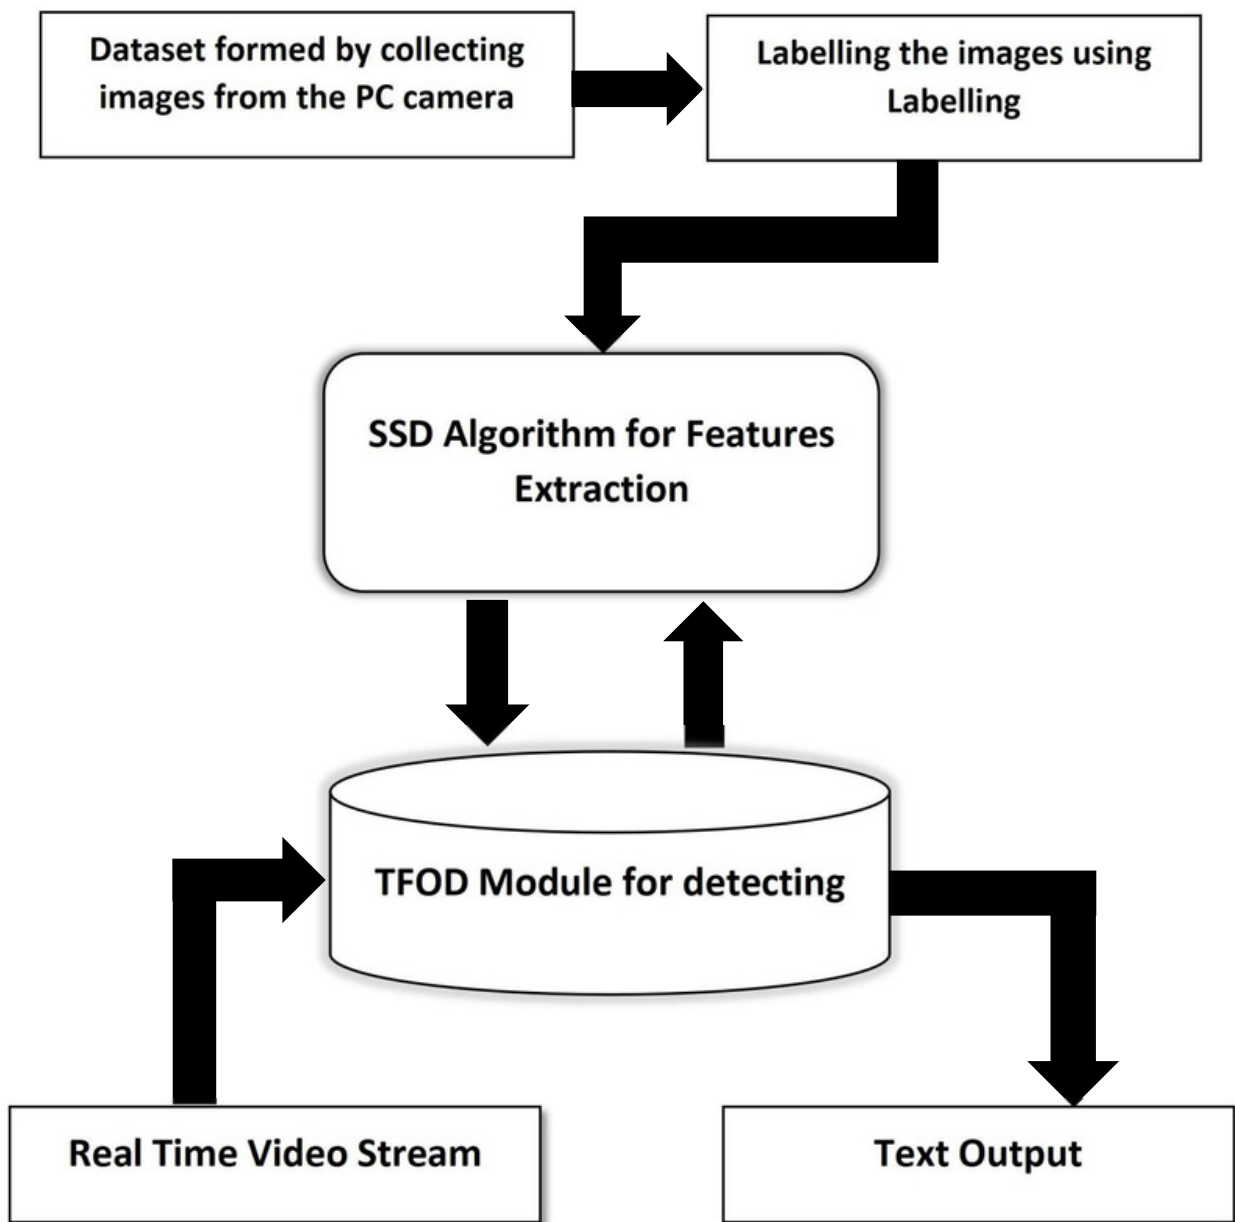 Dataset formed by collecting
images from the PC camera
Labelling the images using
Labelling
SSD Algorithm for Features
Extraction
TFOD Module for detecting
Real Time Video Stream
Text Output